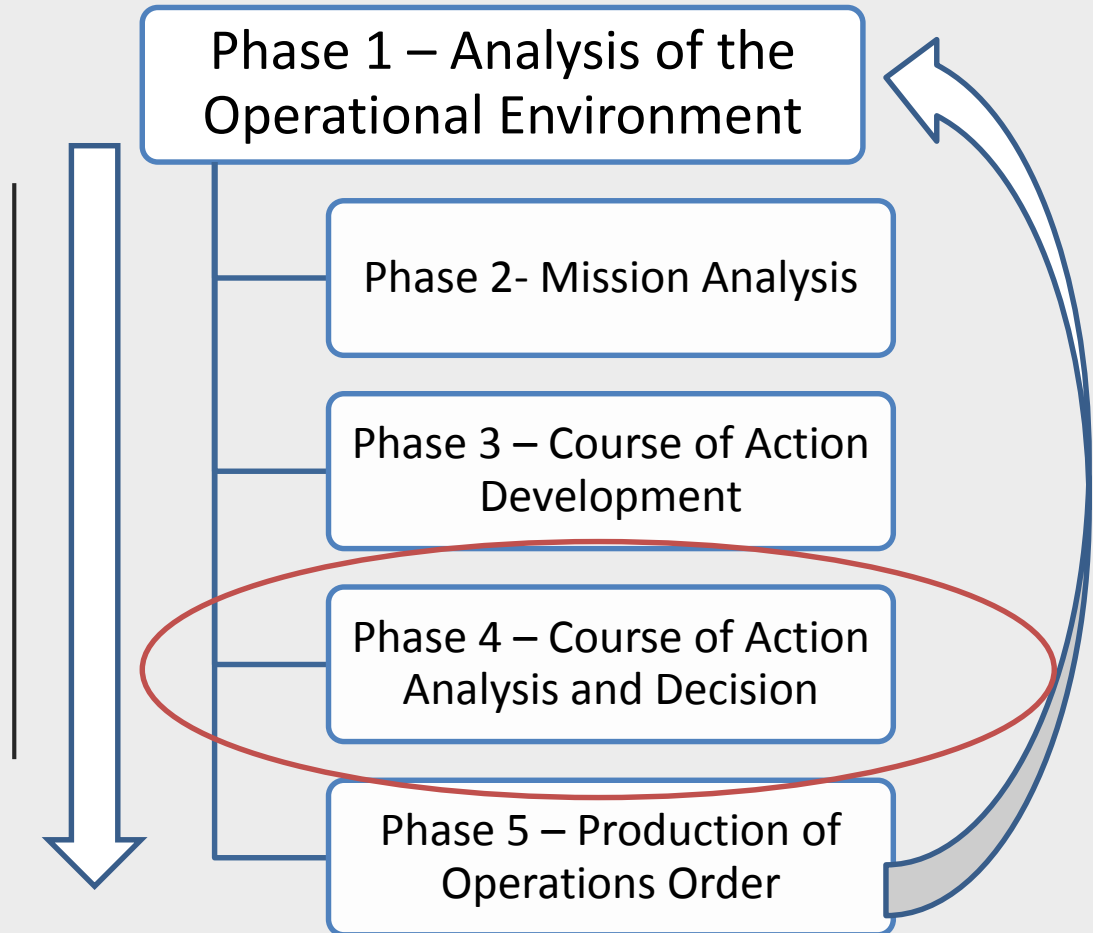 Phase 1 – Analysis of the
Operational Environment
Phase 2- Mission Analysis
Phase 3 – Course of Action
Development
Phase 4 – Course of Action
Analysis and Decision
Phase 5 – Production of
Operations Order